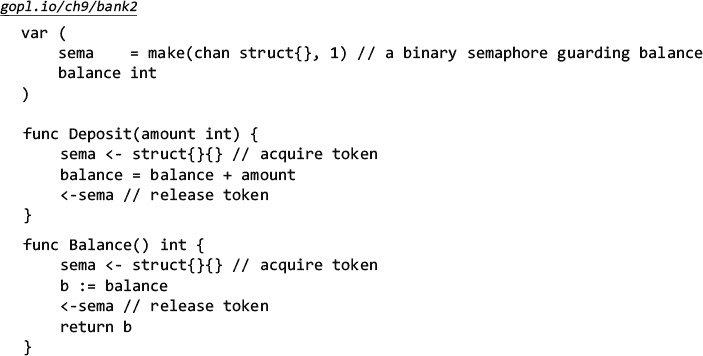 gopl.io/ch9/bank2
var (
    sema    = make(chan struct{}, 1) // a binary semaphore guarding balance
    balance int
)
func Deposit(amount int) {
    sema <- struct{}{} // acquire token
    balance = balance + amount
    <-sema // release token
}
func Balance() int {
    sema <- struct{}{} // acquire token
    b := balance
    <-sema // release token
    return b
}